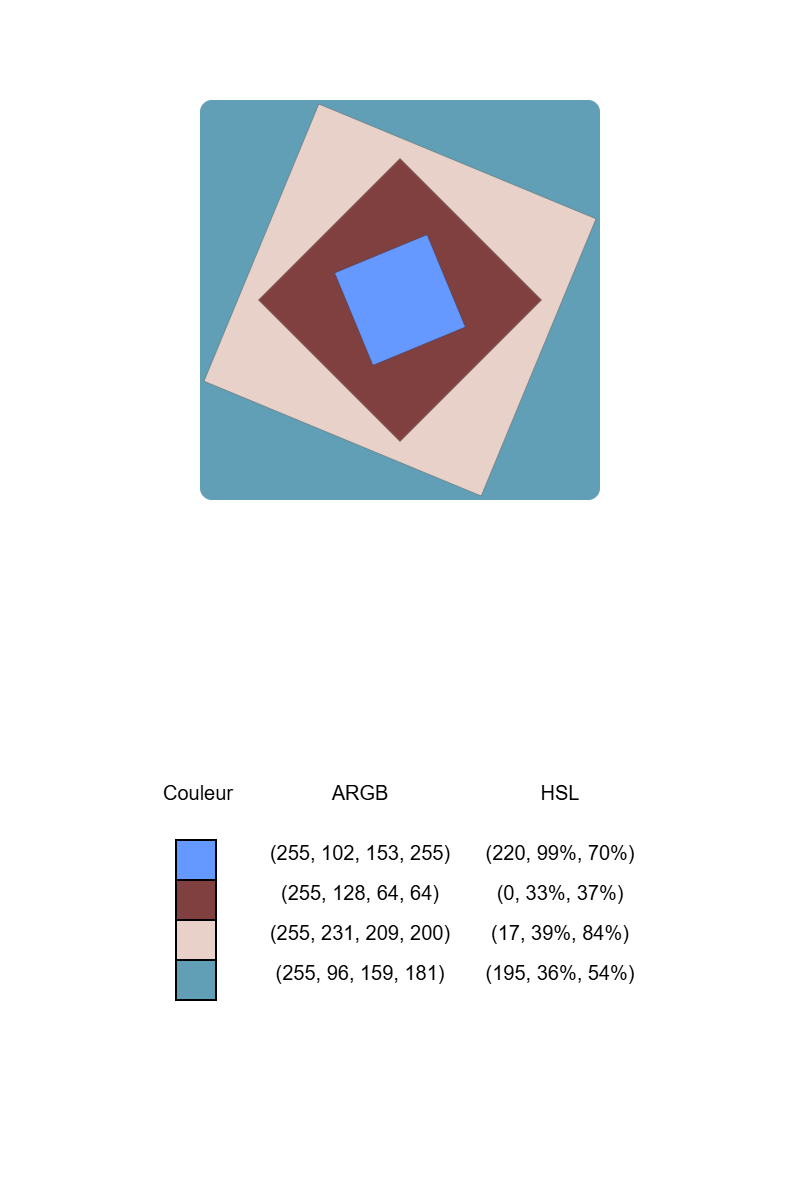 Couleur ARGB HSL
(255, 102, 153, 255) (220, 99%, 70%)
(255, 128, 64, 64) (0, 33%, 37%)
(255, 231, 209, 200) (17, 39%, 84%)
(255, 96, 159, 181) (195, 36%, 54%)